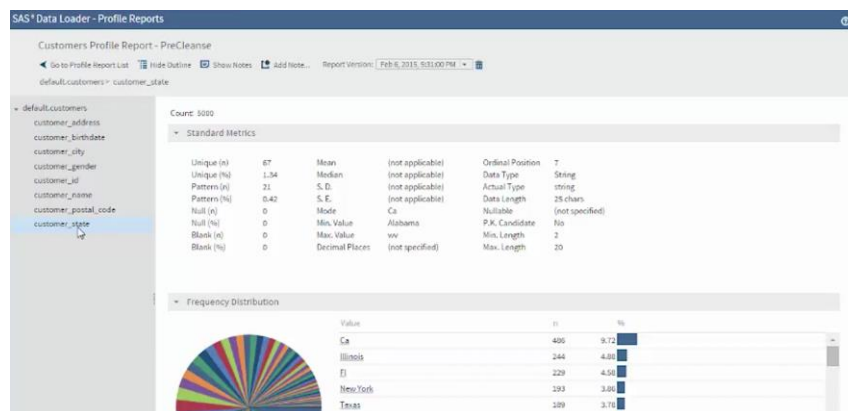 SAS® Data Loader - Profile Reports
Customers Profile Report - PreCleanse
Go to Profile Report List Hide Outline Show Notes Add Note... Report Version: Feb 6, 2015, 9:31:00 PM
default.customers > customer_state
default.customers
customer_address
customer_birthdate
customer_city
customer_gender
customer_id
customer_name
customer_postal_code
customer_state
Count: 5000
Standard Metrics
Unique (n) 67 Mean (not applicable) Ordinal Position 7
Unique (%) 1.34 Median (not applicable) Data Type String
Pattern (n) 21 S. D. (not applicable) Actual Type string
Pattern (%) 0.42 S. E. (not applicable) Data Length 25 chars
Null (n) 0 Mode Ca Nullable (not specified)
Null (%) 0 Min. Value Alabama P.K. Candidate No
Blank (n) 0 Max. Value wv Min. Length 2
Blank (%) 0 Decimal Places (not specified) Max. Length 20
Frequency Distribution
Value n %
Ca 486 9.72
Illinois 244 4.88
Fl 229 4.58
New York 193 3.86
Texas 189 3.78